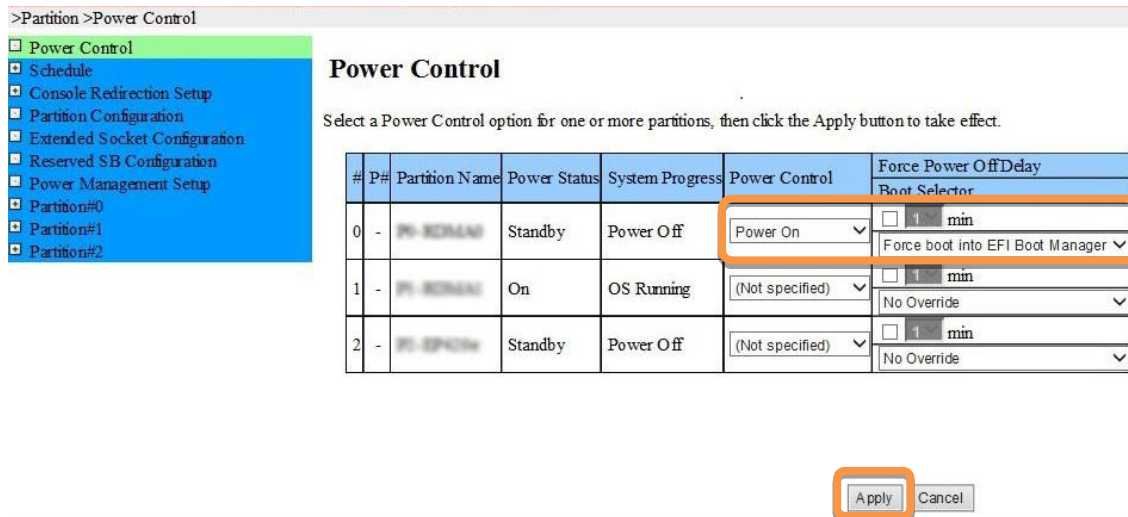 >Partition >Power Control
Power Control
Schedule
Console Redirection Setup
Partition Configuration
Extended Socket Configuration
Reserved SB Configuration
Power Management Setup
Partition#0
Partition#1
Partition#2
Power Control
Select a Power Control option for one or more partitions, then click the Apply button to take effect.
# P# Partition Name Power Status System Progress Power Control Force Power Off Delay
Boot Selector
0 - Standby Power Off Power On 1 min
Force boot into EFI Boot Manager
1 - On OS Running (Not specified) 1 min
No Override
2 - Standby Power Off (Not specified) 1 min
No Override
Apply Cancel